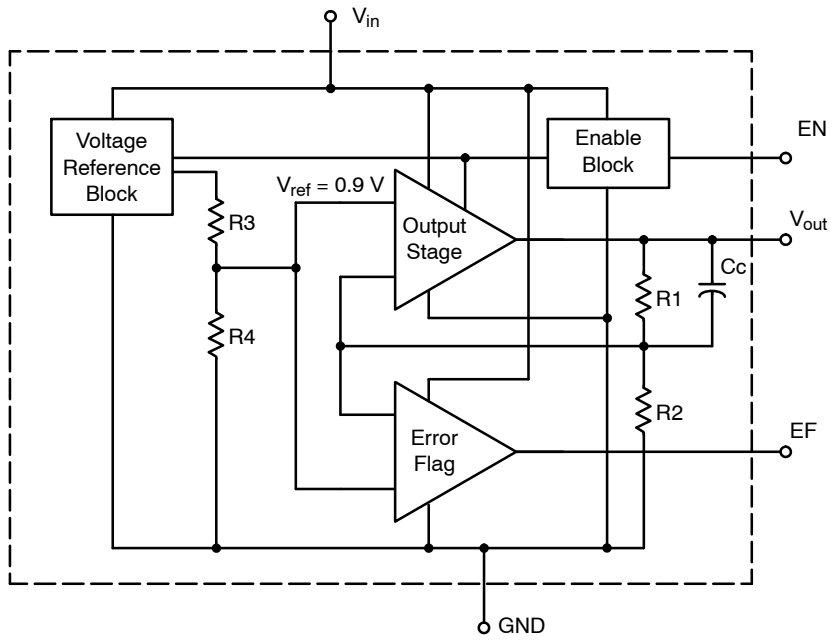 Vin
Voltage
Reference
Block
Enable
Block
EN
Vref = 0.9 V
R3
Output
Stage
Vout
Cc
R1
R4
R2
Error
Flag
EF
GND